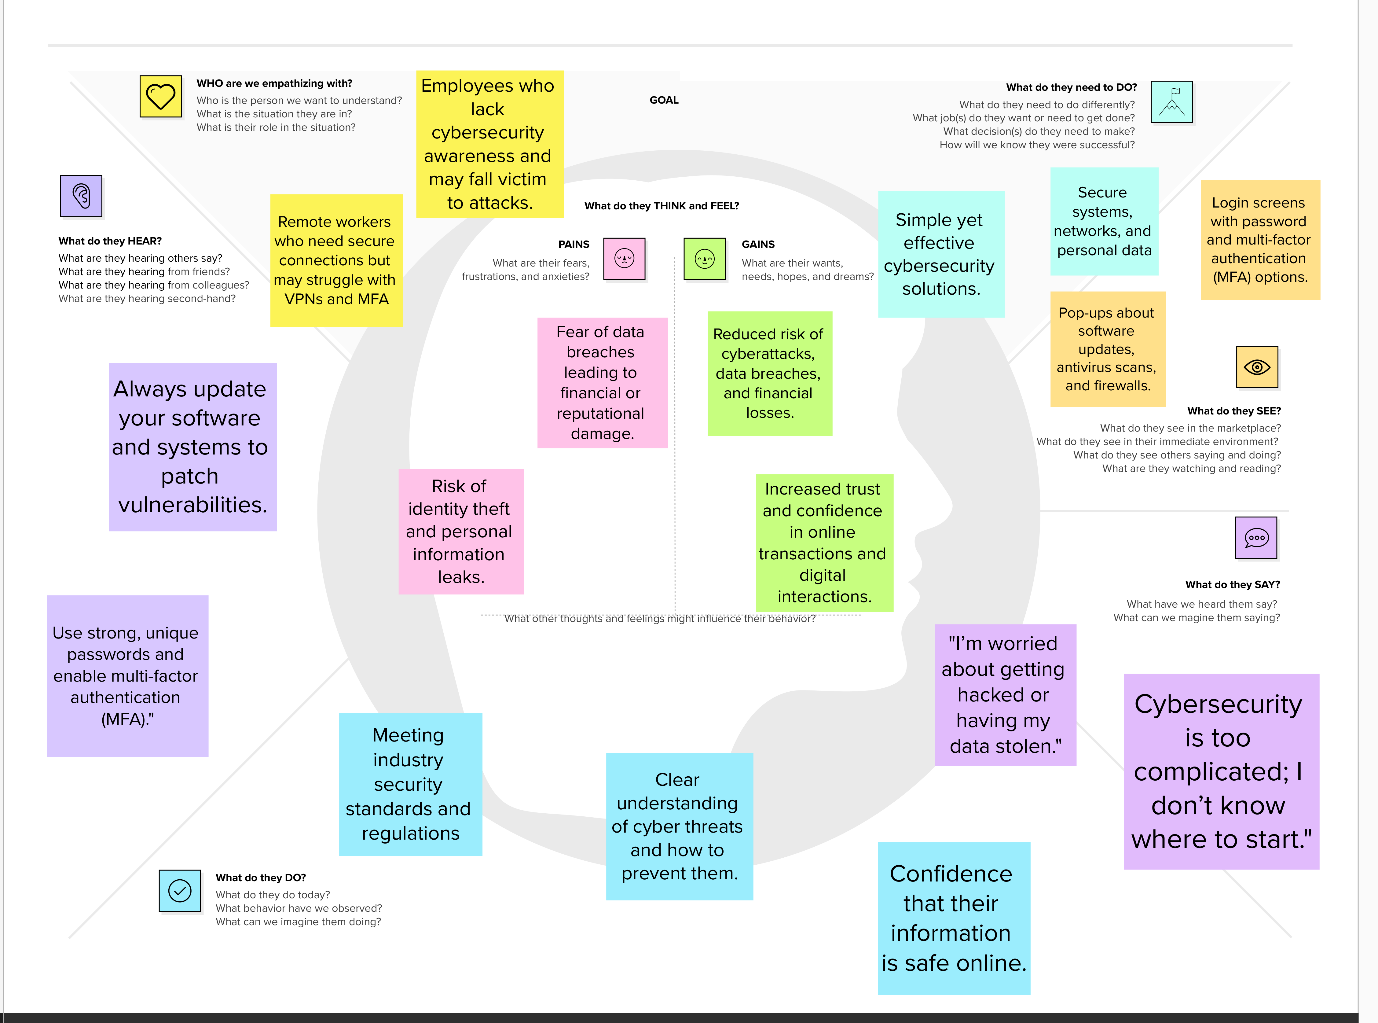 WHO are we empathizing with?
Who is the person we want to understand?
What is the situation they are in?
What is their role in the situation?
Employees who
lack
cybersecurity
awareness and
may fall victim
to attacks.
GOAL
What do they need to DO?
What do they need to do differently?
What job(s) do they want or need to get done?
What decision(s) do they need to make?
How will we know they were successful?
What do they HEAR?
What are they hearing others say?
What are they hearing from friends?
What are they hearing from colleagues?
What are they hearing second-hand?
Remote workers
who need secure
connections but
may struggle with
VPNs and MFA
What do they THINK and FEEL?
PAINS
What are their fears,
frustrations, and anxieties?
GAINS
What are their wants,
needs, hopes, and dreams?
Simple yet
effective
cybersecurity
solutions.
Secure
systems,
networks, and
personal data
Login screens
with password
and multi-factor
authentication
(MFA) options.
Pop-ups about
software
updates,
antivirus scans,
and firewalls.
What do they SEE?
What do they see in the marketplace?
What do they see in their immediate environment?
What do they see others saying and doing?
What are they watching and reading?
Always update
your software
and systems to
patch
vulnerabilities.
Fear of data
breaches
leading to
financial or
reputational
damage.
Reduced risk of
cyberattacks,
data breaches,
and financial
losses.
Risk of
identity theft
and personal
information
leaks.
Increased trust
and confidence
in online
transactions and
digital
interactions.
What other thoughts and feelings might influence their behavior?
What do they SAY?
What have we heard them say?
What can we magine them saying?
Use strong, unique
passwords and
enable multi-factor
authentication
(MFA)."
"I'm worried
about getting
hacked or
having my
data stolen."
Cybersecurity
is too
complicated; I
don't know
where to start."
Meeting
industry
security
standards and
regulations
Clear
understanding
of cyber threats
and how to
prevent them.
Confidence
that their
information
is safe online.
What do they DO?
What do they do today?
What behavior have we observed?
What can we imagine them doing?